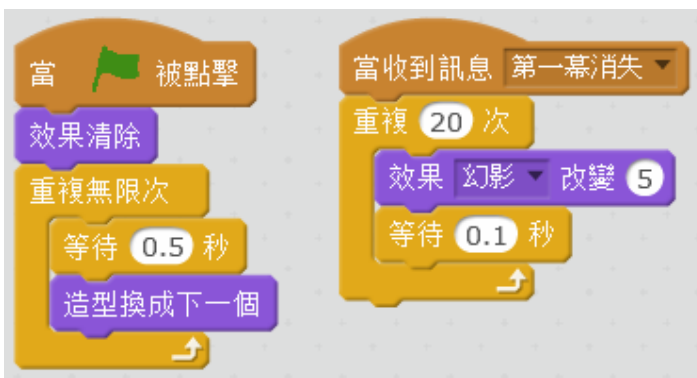 當 被點擊
效果清除
重複無限次
等待 0.5 秒
造型換成下一個
當收到訊息 第一幕消失
重複 20 次
效果 幻影 改變 5
等待 0.1 秒